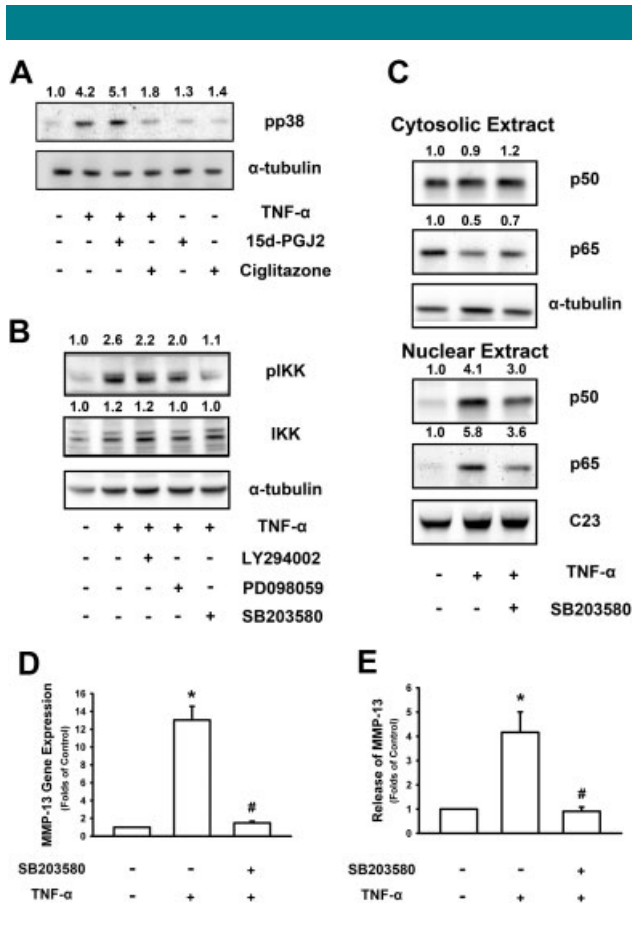 A
1.0 4.2 5.1 1.8 1.3 1.4
pp38
α-tubulin
- + + + - - TNF-α
- - + - + - 15d-PGJ2
- - - + - + Ciglitazone
B
1.0 2.6 2.2 2.0 1.1
pIKK
1.0 1.2 1.2 1.0 1.0
IKK
α-tubulin
- + + + + TNF-α
- - + - - LY294002
- - - + - PD098059
- - - - + SB203580
C
Cytosolic Extract
1.0 0.9 1.2
p50
1.0 0.5 0.7
p65
α-tubulin
Nuclear Extract
1.0 4.1 3.0
p50
1.0 5.8 3.6
p65
C23
- + + TNF-α
- - + SB203580
D
MMP-13 Gene Expression
(Folds of Control)
16
14
12
10
8
6
4
2
0
*
#
SB203580 - - +
TNF-α - + +
E
Release of MMP-13
(Folds of Control)
6
5
4
3
2
1
0
*
#
SB203580 - - +
TNF-α - + +